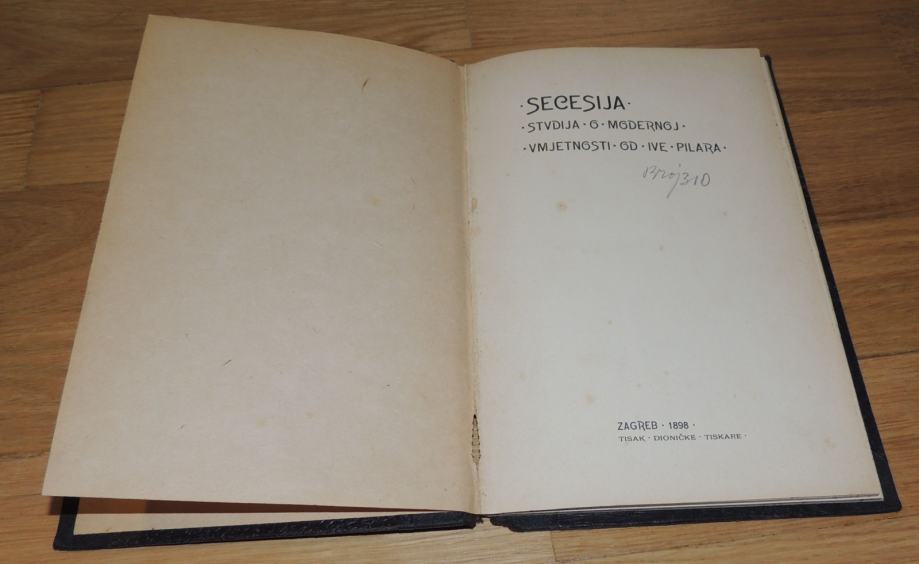 ·SECESIJA·
·STVDIJA·O·MODERNOJ·
·VMJETNOSTI·OD·IVE·PILARA·
Broj 310
ZAGREB·1898·
TISAK·DIONIČKE·TISKARE·